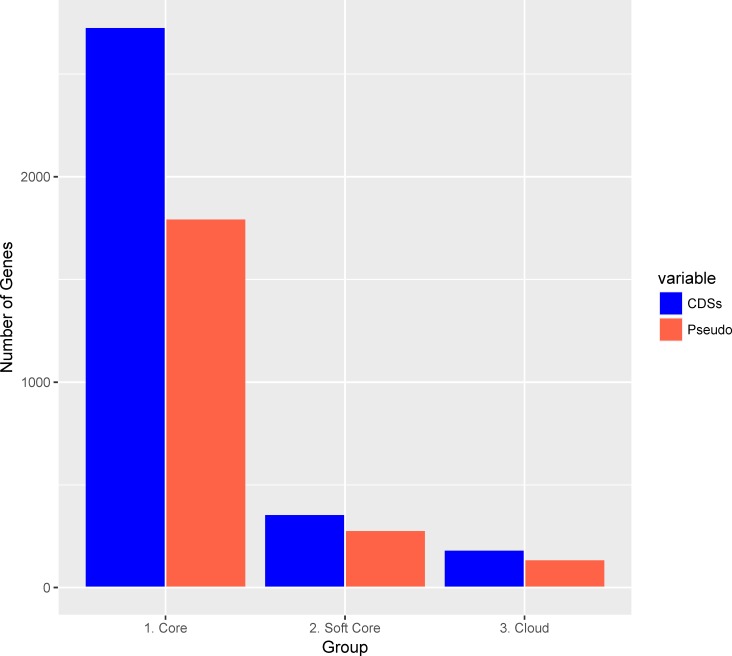 Number of Genes
2000
1000
0
1. Core
2. Soft Core
3. Cloud
Group
variable
CDSs
Pseudo